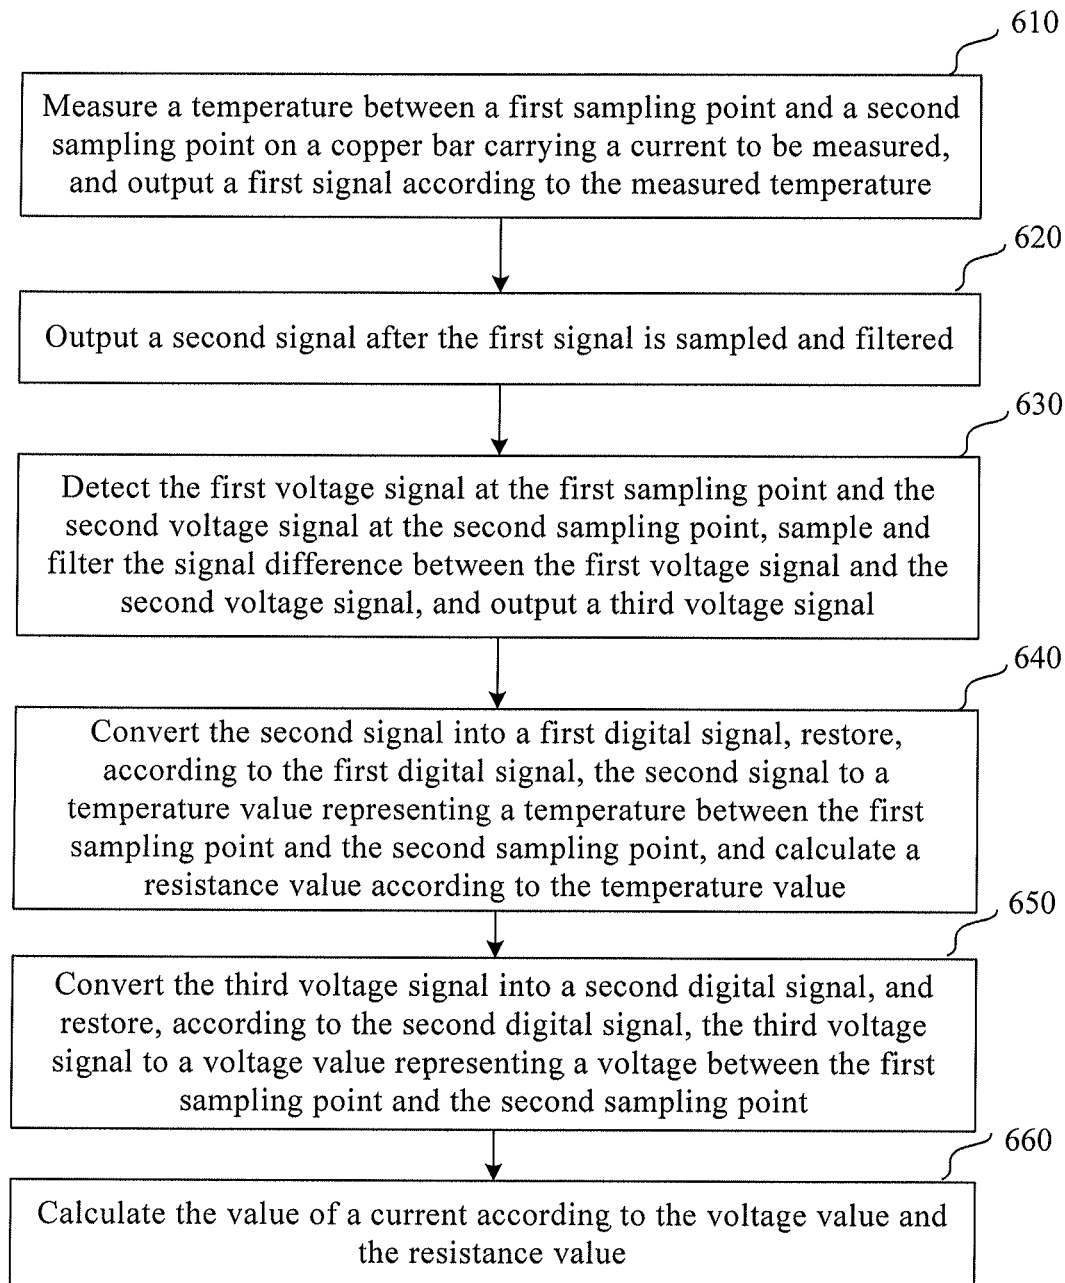 610
Measure a temperature between a first sampling point and a second
sampling point on a copper bar carrying a current to be measured,
and output a first signal according to the measured temperature
620
Output a second signal after the first signal is sampled and filtered
630
Detect the first voltage signal at the first sampling point and the
second voltage signal at the second sampling point, sample and
filter the signal difference between the first voltage signal and the
second voltage signal, and output a third voltage signal
640
Convert the second signal into a first digital signal, restore,
according to the first digital signal, the second signal to a
temperature value representing a temperature between the first
sampling point and the second sampling point, and calculate a
resistance value according to the temperature value
650
Convert the third voltage signal into a second digital signal, and
restore, according to the second digital signal, the third voltage
signal to a voltage value representing a voltage between the first
sampling point and the second sampling point
660
Calculate the value of a current according to the voltage value and
the resistance value